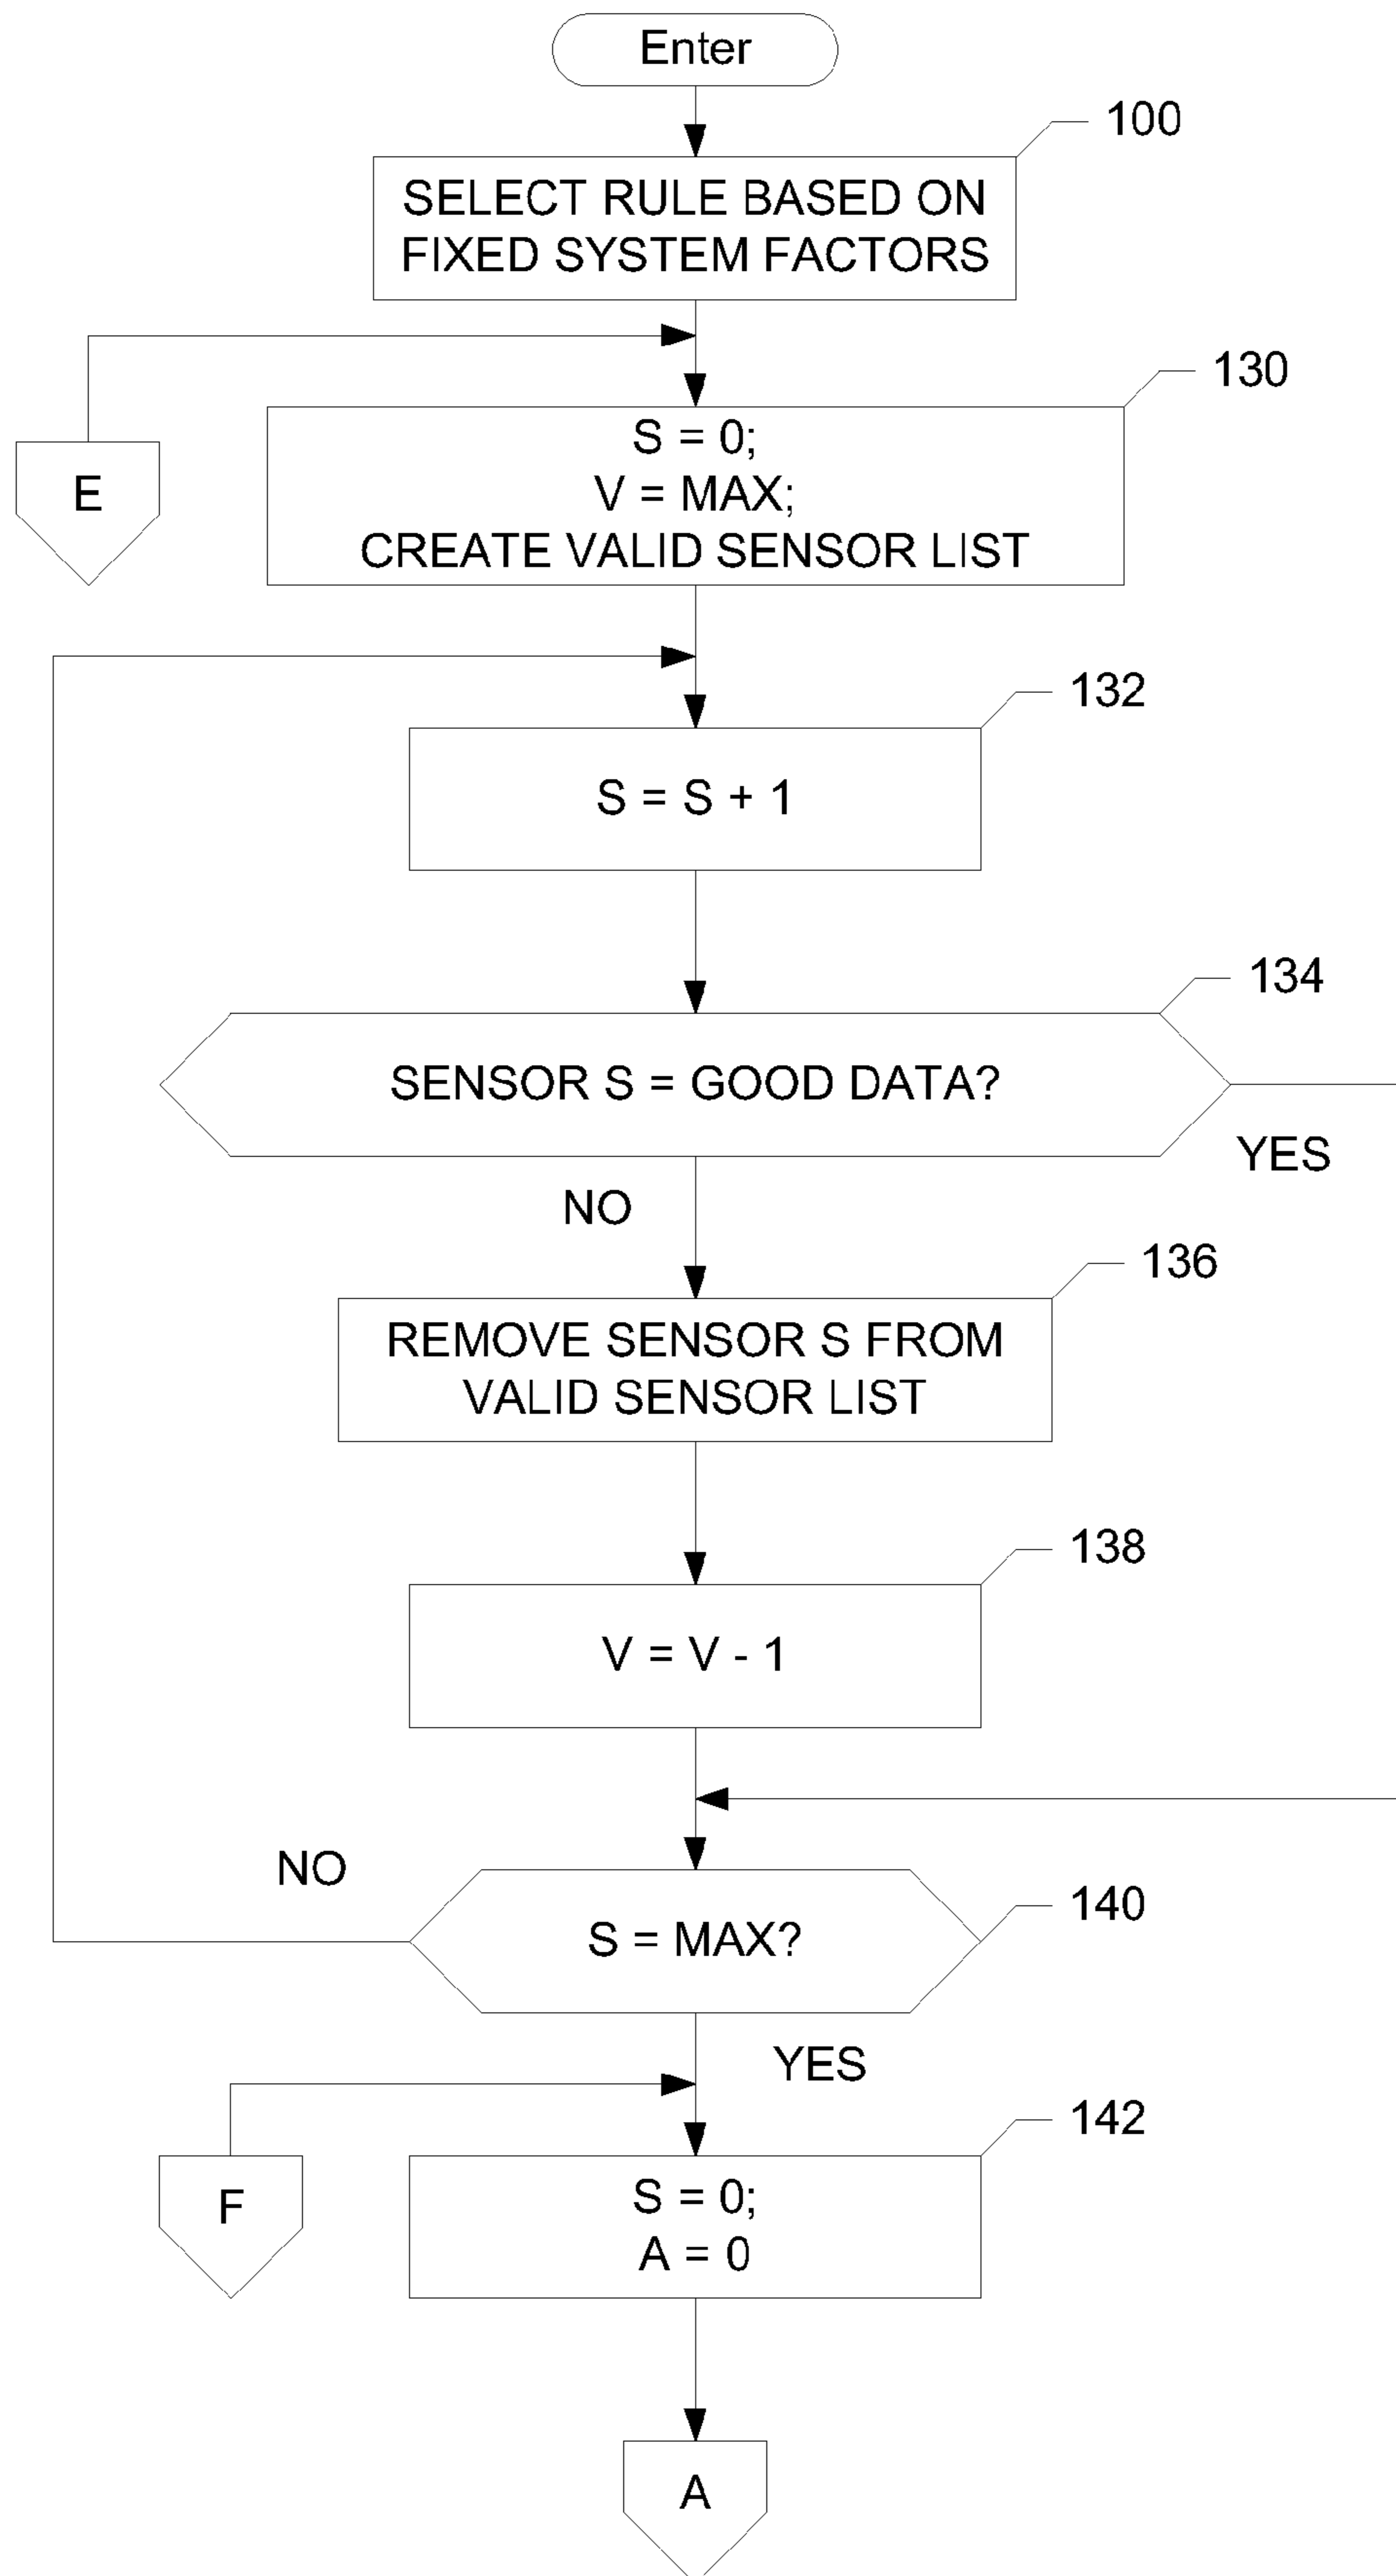 Enter
100
SELECT RULE BASED ON
FIXED SYSTEM FACTORS
130
S = 0;
V = MAX;
CREATE VALID SENSOR LIST
E
132
S = S + 1
134
SENSOR S = GOOD DATA?
YES
NO
136
REMOVE SENSOR S FROM
VALID SENSOR LIST
138
V = V - 1
NO
140
S = MAX?
YES
142
S = 0;
A = 0
F
A